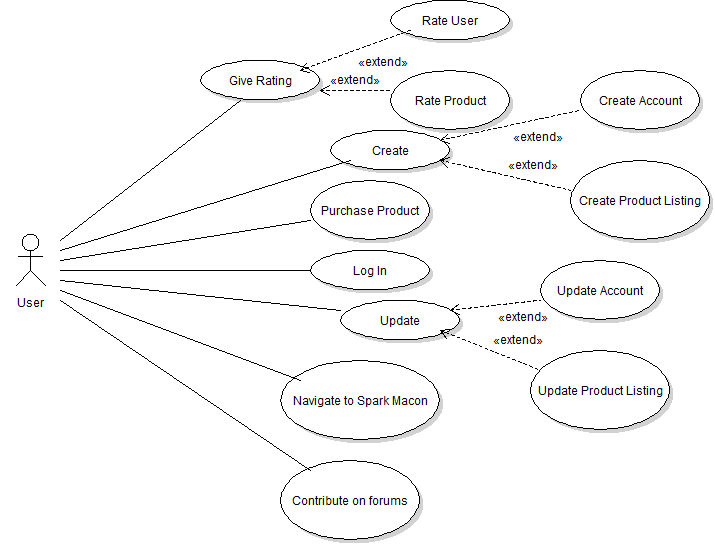 Rate User
«extend»
Give Rating
«extend»
Rate Product
Create Account
«extend»
Create
«extend»
Create Product Listing
Purchase Product
User
Log In
Update Account
«extend»
Update
«extend»
Update Product Listing
Navigate to Spark Macon
Contribute on forums